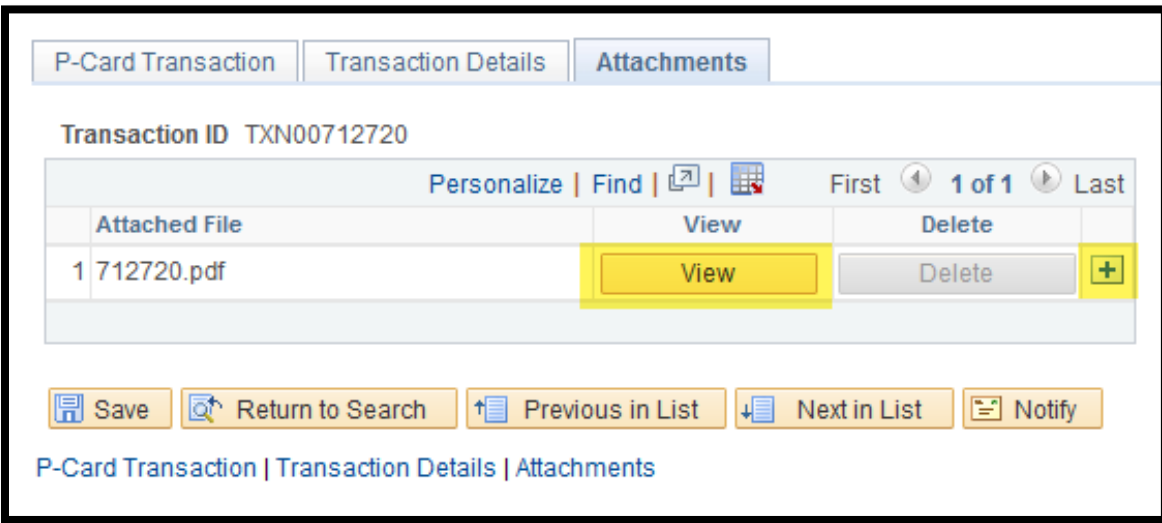 P-Card Transaction Transaction Details Attachments
Transaction ID TXN00712720
Personalize | Find | | First 1 of 1 Last
Attached File View Delete
1 712720.pdf View Delete
Save Return to Search Previous in List Next in List Notify
P-Card Transaction | Transaction Details | Attachments